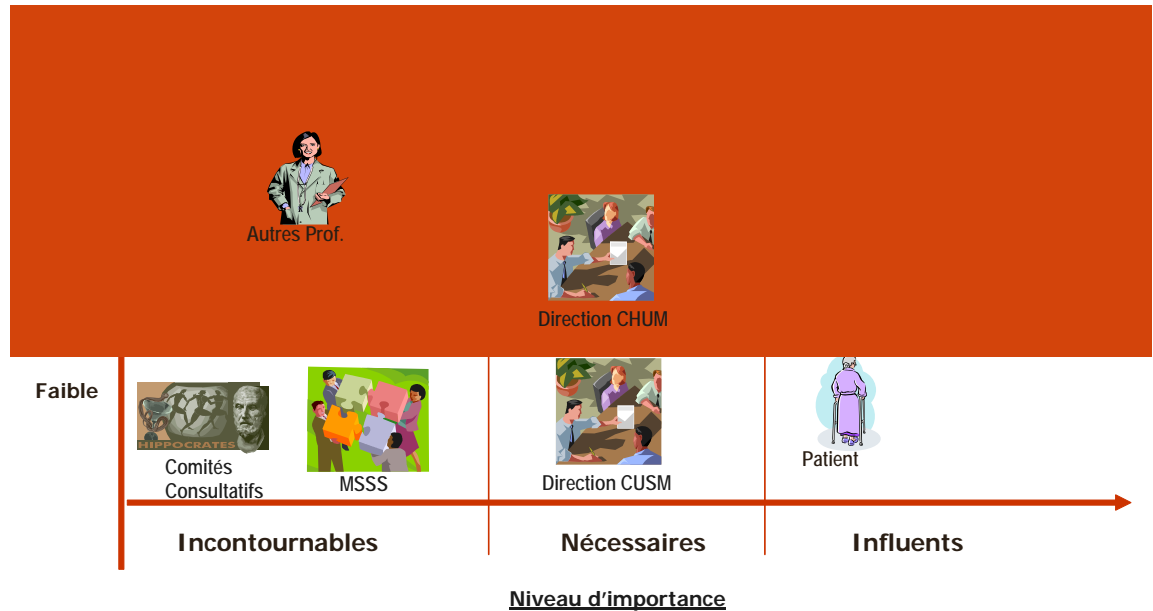 Autres Prof.
Direction CHUM
Faible
HIPPOCRATES
Comités
Consultatifs
MSSS
Direction CUSM
Patient
Incontournables
Nécessaires
Influents
Niveau d'importance